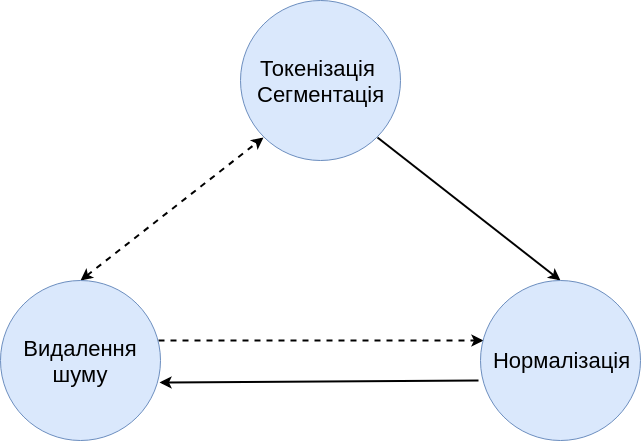 Токенізація
Сегментація
Видалення
шуму
Нормалізація